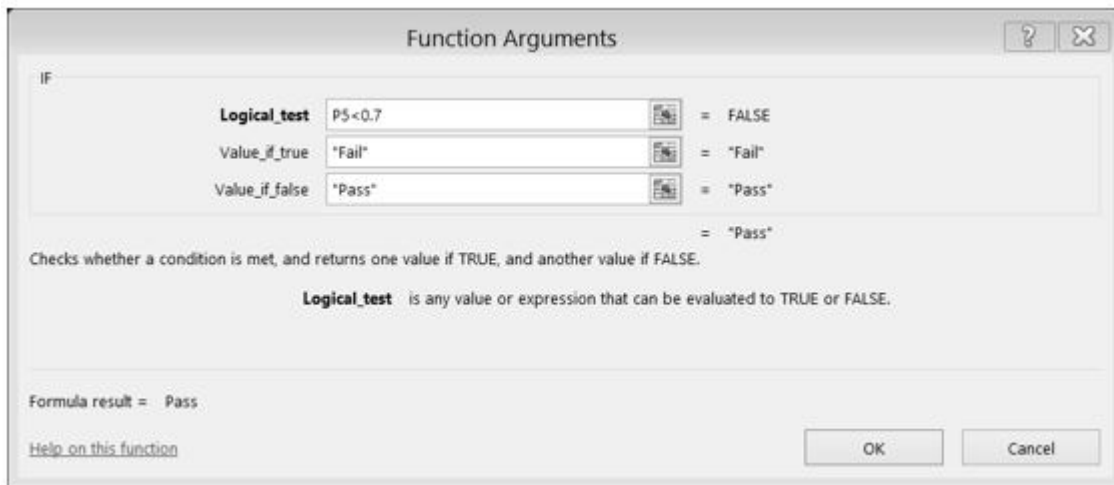 Function Arguments
IF
Logical_test P5<0.7 = FALSE
Value_if_true "Fail" = "Fail"
Value_if_false "Pass" = "Pass"
= "Pass"
Checks whether a condition is met, and returns one value if TRUE, and another value if FALSE.
Logical_test is any value or expression that can be evaluated to TRUE or FALSE.
Formula result = Pass
Help on this function OK Cancel